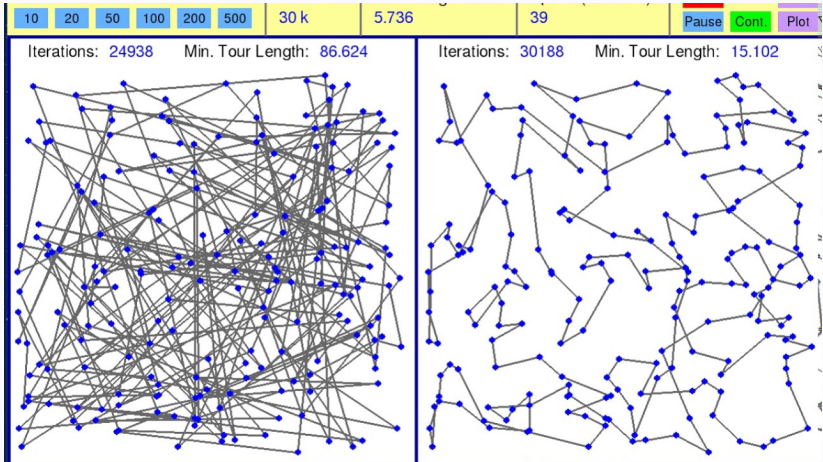 10 20 50 100 200 500 30 k 5.736 39 Pause Cont. Plot
Iterations: 24938 Min. Tour Length: 86.624 Iterations: 30188 Min. Tour Length: 15.102